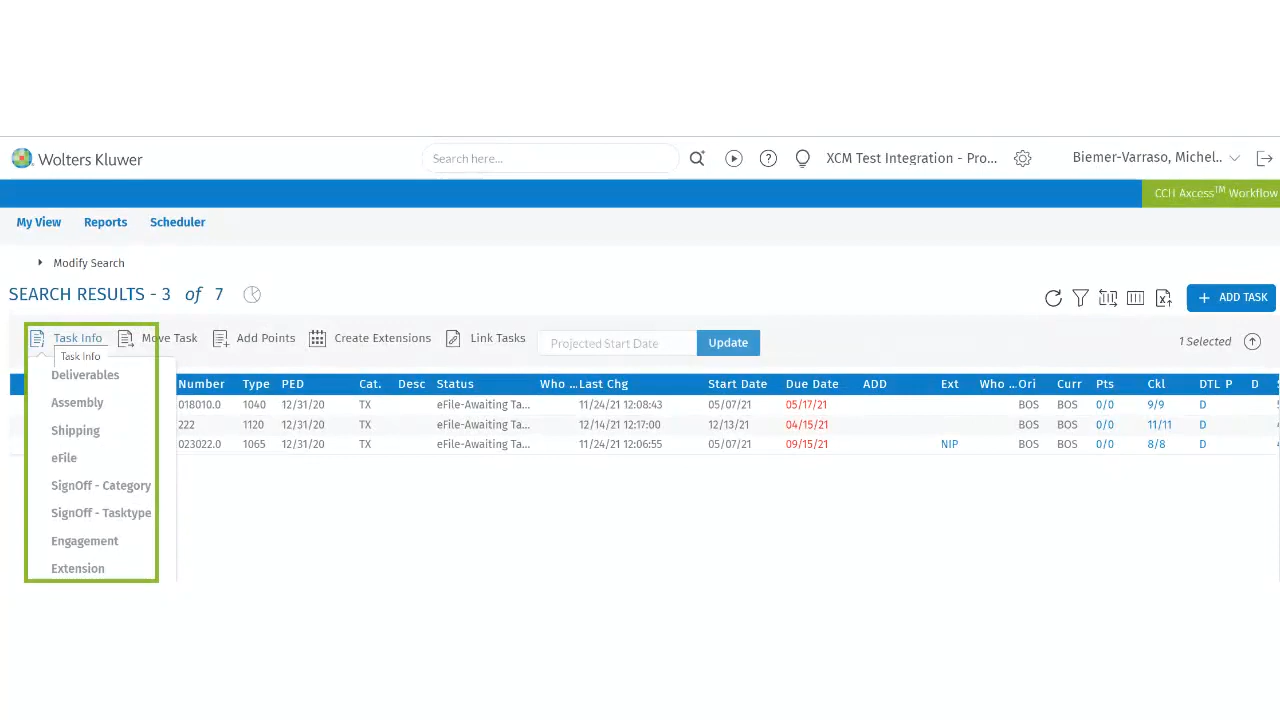 Wolters Kluwer
Search here...
XCM Test Integration - Pro...
Biemer-Varraso, Michel..
CCH Axcess™ Workflow
My View Reports Scheduler
Modify Search
SEARCH RESULTS - 3 of 7
+ ADD TASK
Task Info Move Task Add Points Create Extensions Link Tasks Projected Start Date Update 1 Selected
Task Info
Number Type PED Cat. Desc Status Who ... Last Chg Start Date Due Date ADD Ext Who ... Ori Curr Pts Ckl DTL P D
018010.0 1040 12/31/20 TX eFile-Awaiting Ta... 11/24/21 12:08:43 05/07/21 05/17/21 BOS BOS 0/0 9/9 D
222 1120 12/31/20 TX eFile-Awaiting Ta... 12/14/21 12:17:00 12/13/21 04/15/21 BOS BOS 0/0 11/11 D
023022.0 1065 12/31/20 TX eFile-Awaiting Ta... 11/24/21 12:06:55 05/07/21 09/15/21 NIP BOS BOS 0/0 8/8 D
Deliverables
Assembly
Shipping
eFile
SignOff - Category
SignOff - Tasktype
Engagement
Extension